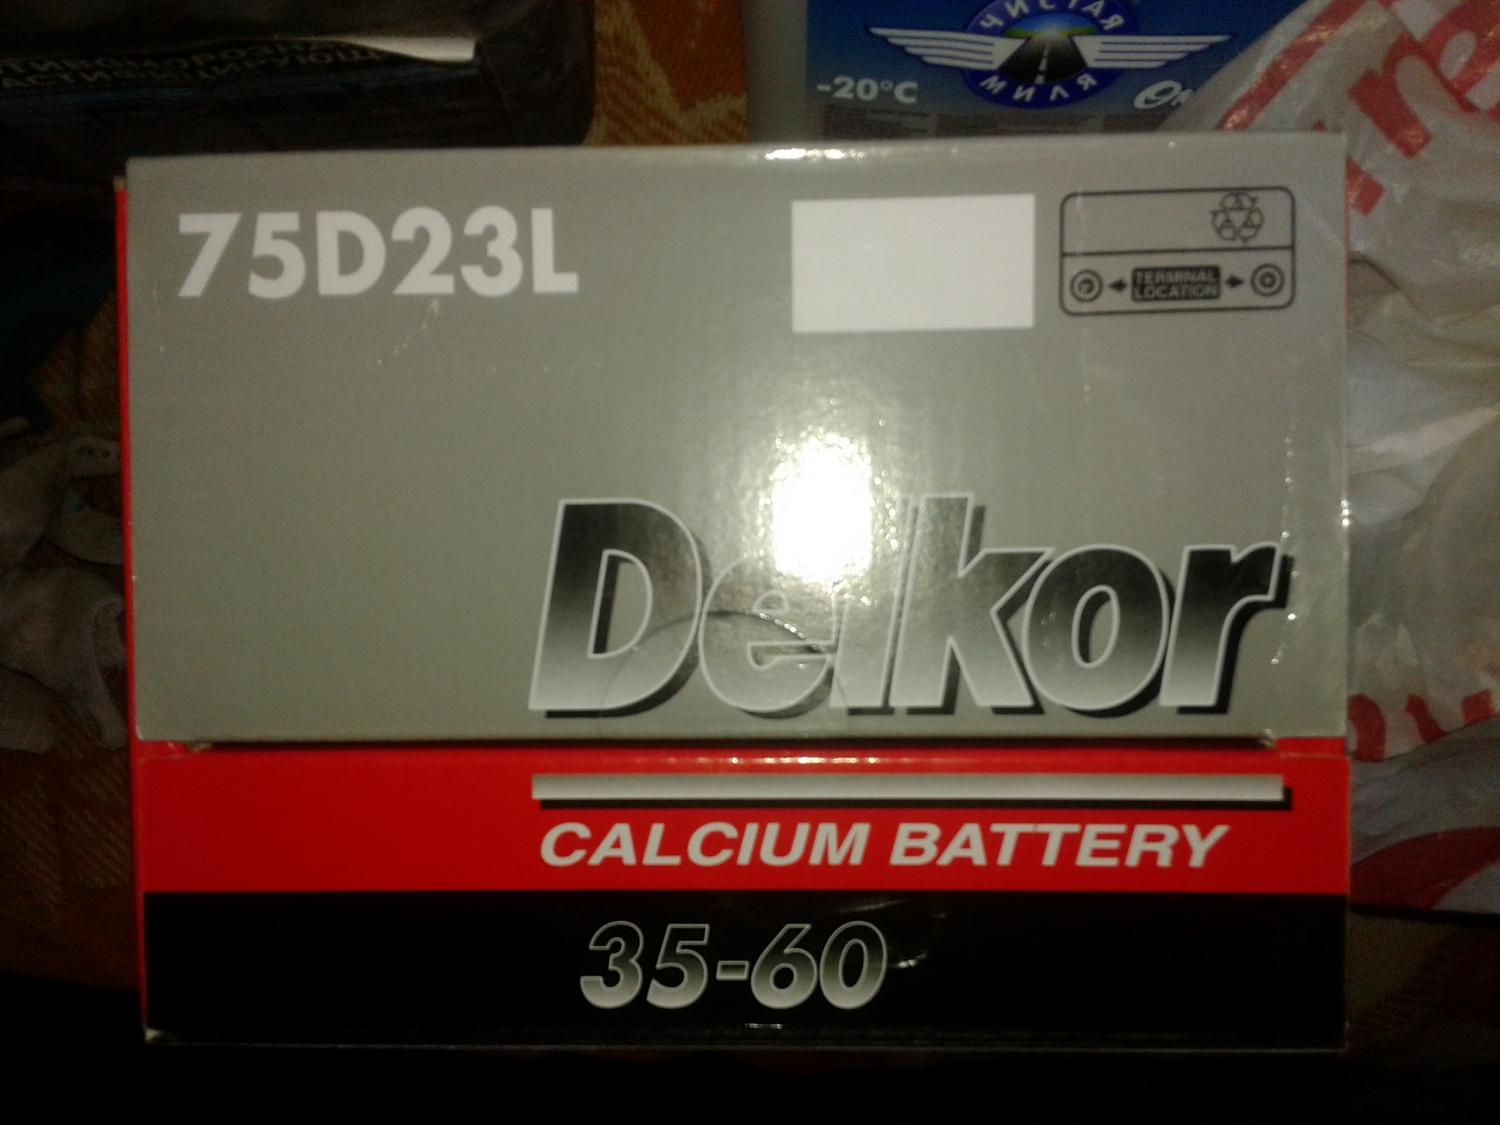 ЧИСТАЯ
МИЛЯ
-20°C
75D23L
TERMINAL
LOCATION
Delkor
CALCIUM BATTERY
35-60